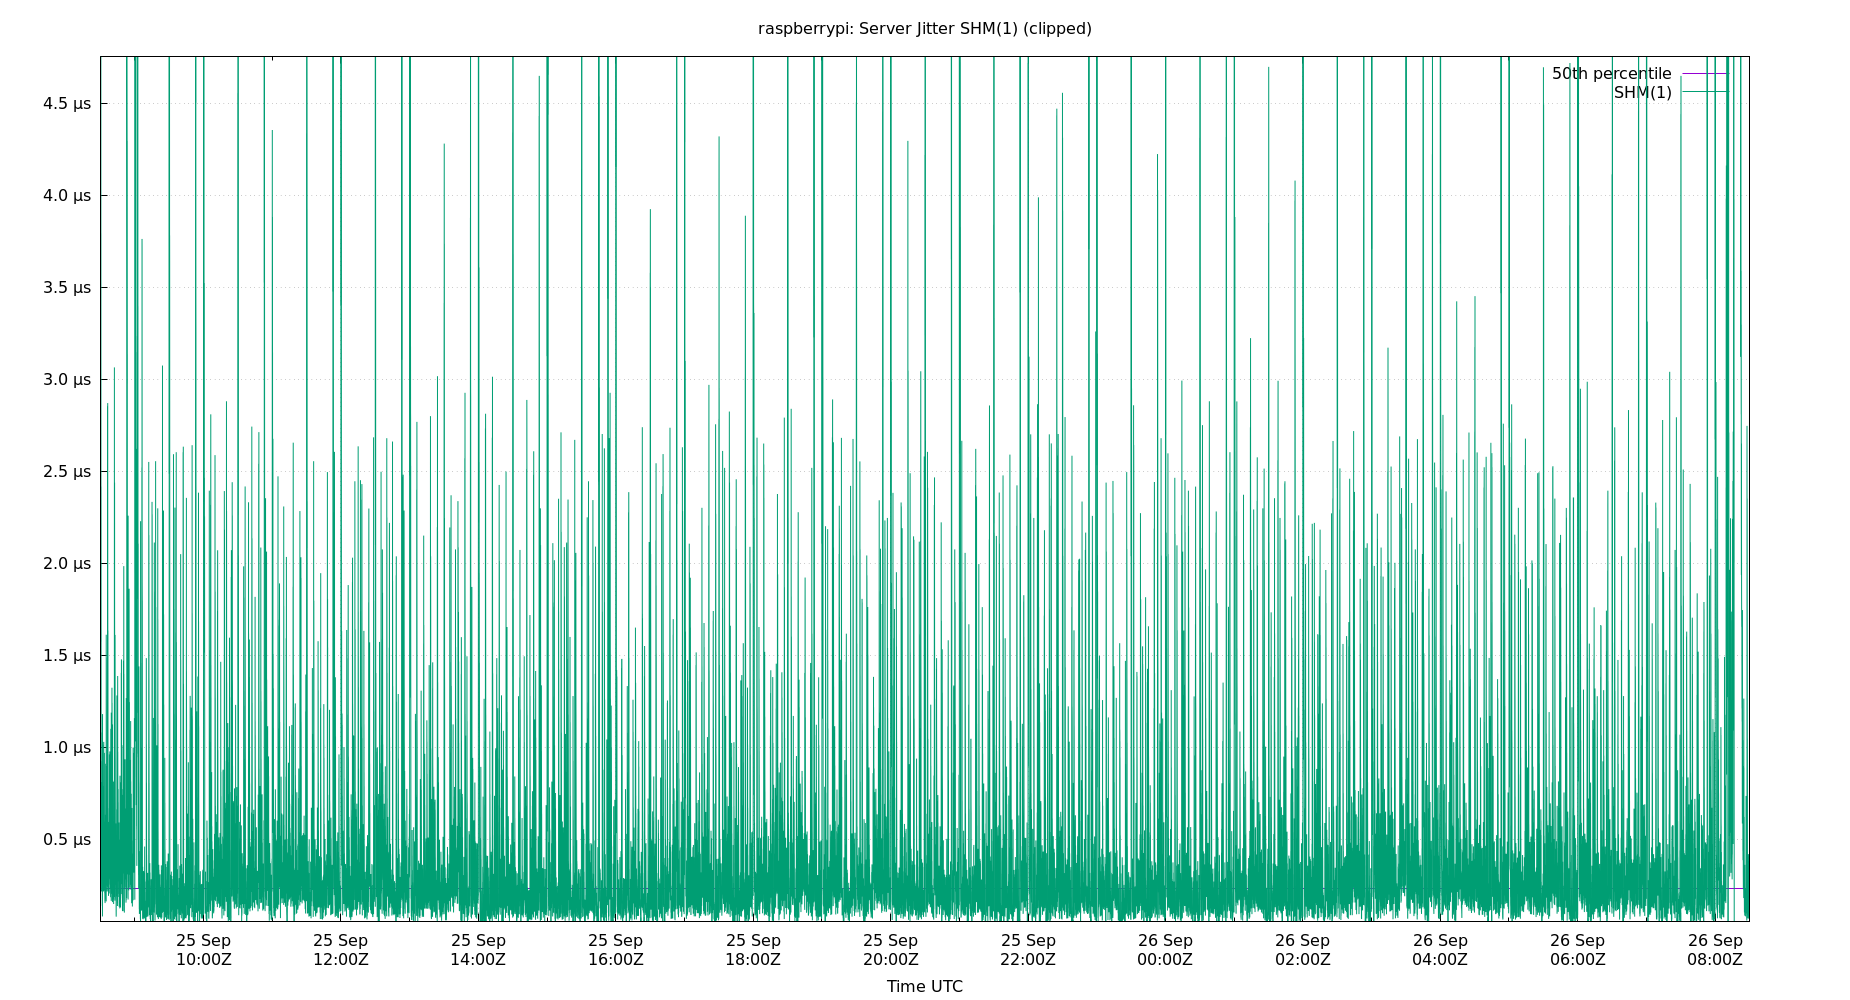 raspberrypi: Server Jitter SHM(1) (clipped)
50th percentile
SHM(1)
4.5 µs
4.0 µs
3.5 µs
3.0 µs
2.5 µs
2.0 µs
1.5 µs
1.0 µs
0.5 µs
25 Sep 25 Sep 25 Sep 25 Sep 25 Sep 25 Sep 25 Sep 26 Sep 26 Sep 26 Sep 26 Sep 26 Sep
10:00Z 12:00Z 14:00Z 16:00Z 18:00Z 20:00Z 22:00Z 00:00Z 02:00Z 04:00Z 06:00Z 08:00Z
Time UTC